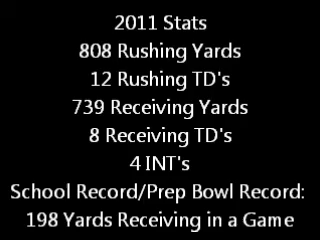 2011 Stats
808 Rushing Yards
12 Rushing TD's
739 Receiving Yards
8 Receiving TD's
4 INT's
School Record/Prep Bowl Record:
198 Yards Receiving in a Game